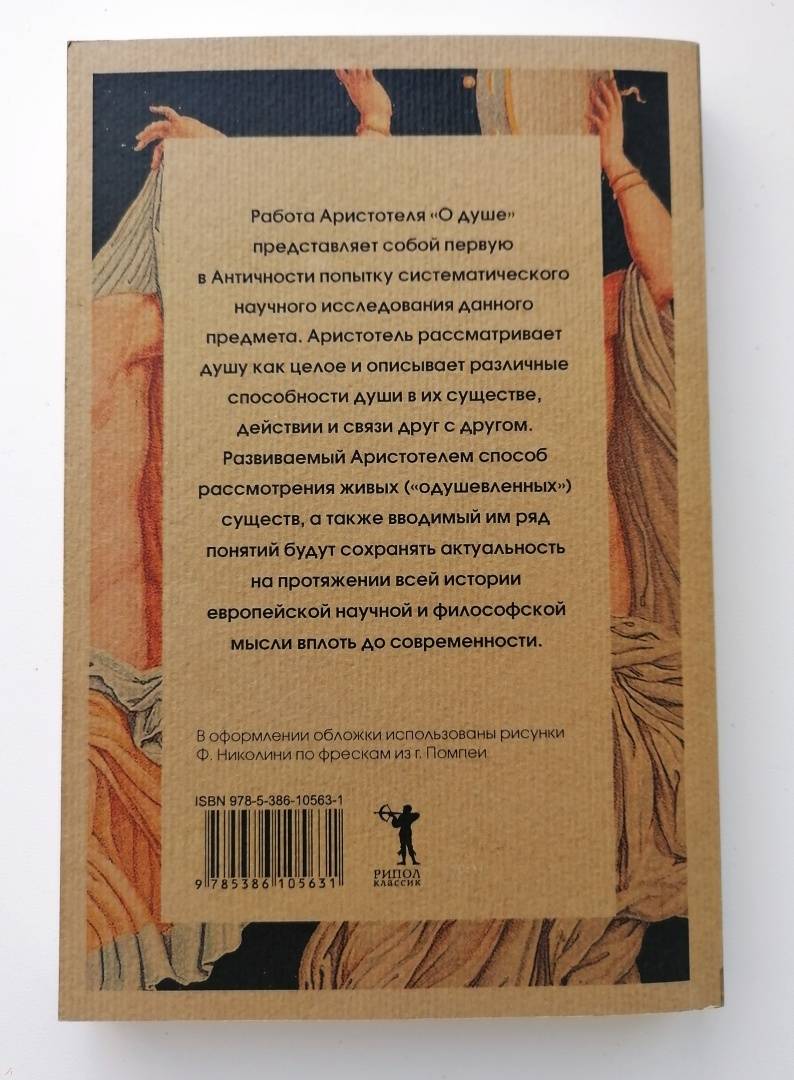 Работа Аристотеля «О душе»
представляет собой первую
в Античности попытку систематического
научного исследования данного
предмета. Аристотель рассматривает
душу как целое и описывает различные
способности души в их существе,
действии и связи друг с другом.
Развиваемый Аристотелем способ
рассмотрения живых («одушевленных»)
существ, а также вводимый им ряд
понятий будут сохранять актуальность
на протяжении всей истории
европейской научной и философской
мысли вплоть до современности.
В оформлении обложки использованы рисунки
Ф. Николини по фрескам из г. Помпеи
ISBN 978-5-386-10563-1
9 785386 105631
РИПОЛ
КЛАССИК